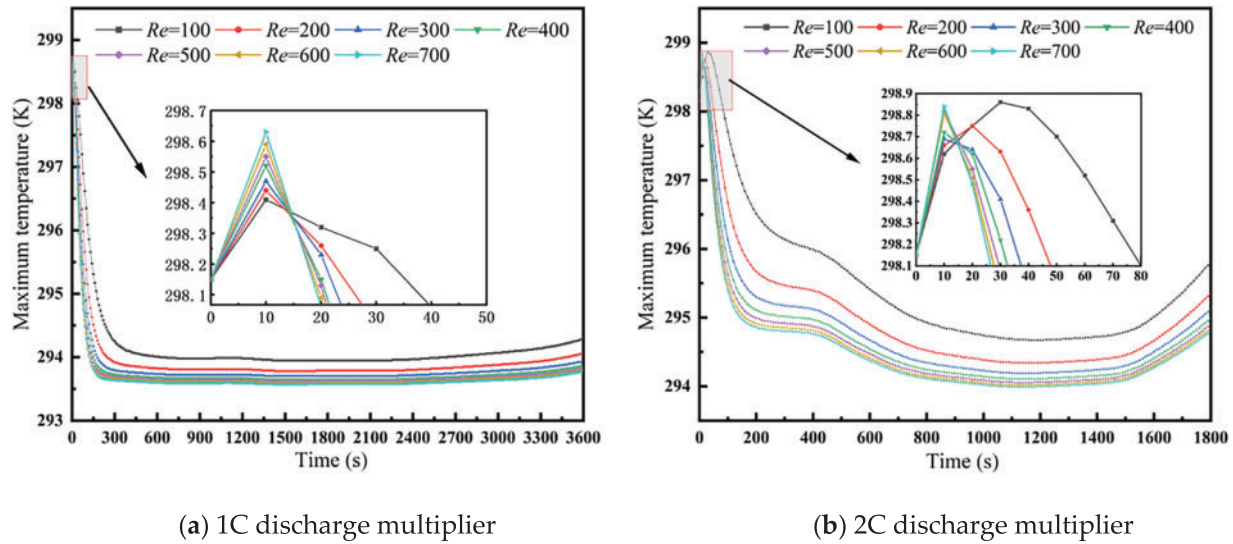 Re=100 Re=200 Re=300 Re=400
Re=500 Re=600 Re=700
Maximum temperature (K)
299
298
297
296
295
294
293
298.7
298.6
298.5
298.4
298.3
298.2
298.1
0 10 20 30 40 50
0 300 600 900 1200 1500 1800 2100 2400 2700 3000 3300 3600
Time (s)
(a) 1C discharge multiplier
Re=100 Re=200 Re=300 Re=400
Re=500 Re=600 Re=700
Maximum temperature (K)
299
298
297
296
295
294
298.9
298.8
298.7
298.6
298.5
298.4
298.3
298.2
298.1
0 10 20 30 40 50 60 70 80
0 200 400 600 800 1000 1200 1400 1600 1800
Time (s)
(b) 2C discharge multiplier